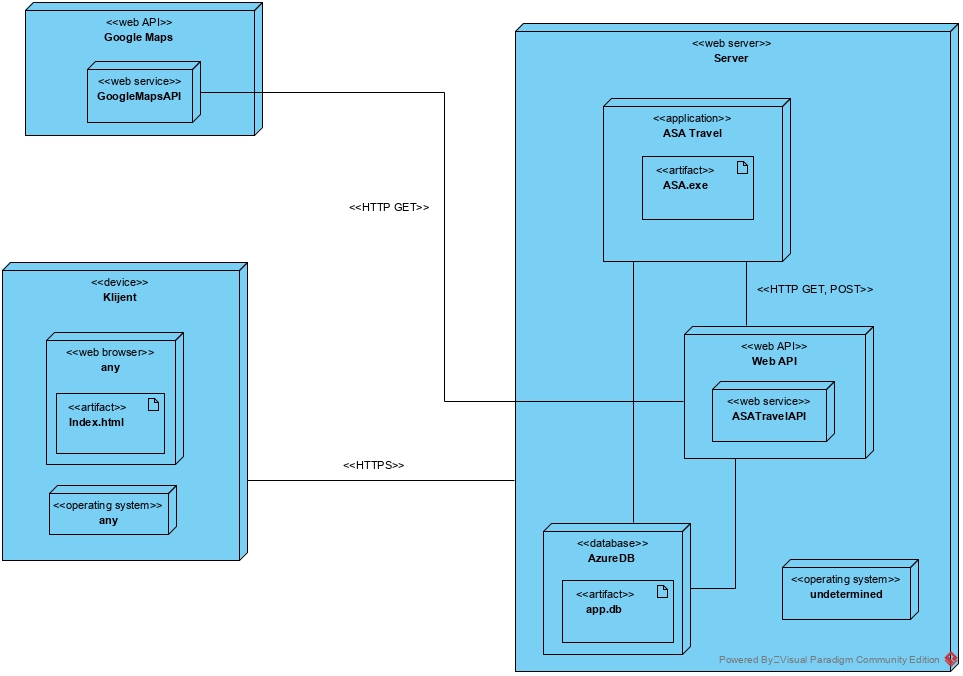 <<web API>>
Google Maps
<<web service>>
GoogleMapsAPI
<<HTTP GET>>
<<device>>
Klijent
<<web browser>>
any
<<artifact>>
Index.html
<<operating system>>
any
<<HTTPS>>
<<web server>>
Server
<<application>>
ASA Travel
<<artifact>>
ASA.exe
<<HTTP GET, POST>>
<<web API>>
Web API
<<web service>>
ASATravelAPI
<<database>>
AzureDB
<<artifact>>
app.db
<<operating system>>
undetermined
Powered By Visual Paradigm Community Edition